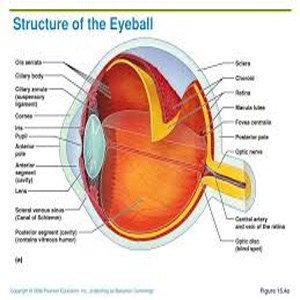 Structure of the Eyeball
Ora serrata
Ciliary body
Ciliary zonule
(suspensory
ligament)
Cornea
Iris
Pupil
Anterior
pole
Anterior
segment
(cavity)
Lens
Scleral venous sinus
(Canal of Schlemm)
Posterior segment (cavity)
(contains vitreous humor)
(a)
Sclera
Choroid
Retina
Macula lutea
Fovea centralis
Posterior pole
Optic nerve
Central artery
and vein of the retina
Optic disc
(blind spot)
Copyright © Pearson Education, Inc., publishing as Benjamin Cummings
Figure 15.4a